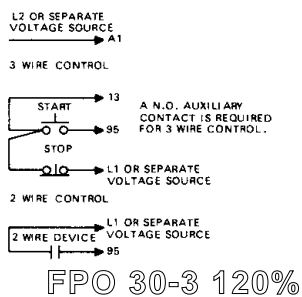 L2 OR SEPARATE
VOLTAGE SOURCE
A1
3 WIRE CONTROL
13
START
A N.O. AUXILIARY
CONTACT IS REQUIRED
FOR 3 WIRE CONTROL.
95
STOP
L1 OR SEPARATE
VOLTAGE SOURCE
2 WIRE CONTROL
L1 OR SEPARATE
VOLTAGE SOURCE
2 WIRE DEVICE
95
FPO 30-3 120%